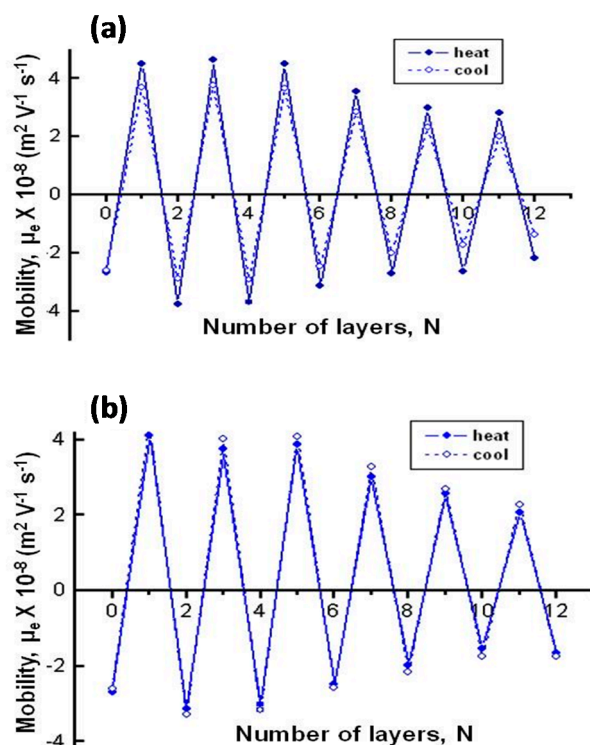 (a)
heat
cool
4
2
0
-2
-4
0 2 4 6 8 10 12
Mobility, μe X 10-8 (m2 V-1 s-1)
Number of layers, N
(b)
heat
cool
4
2
0
-2
-4
0 2 4 6 8 10 12
Mobility, μe X 10-8 (m2 V-1 s-1)
Number of layers, N